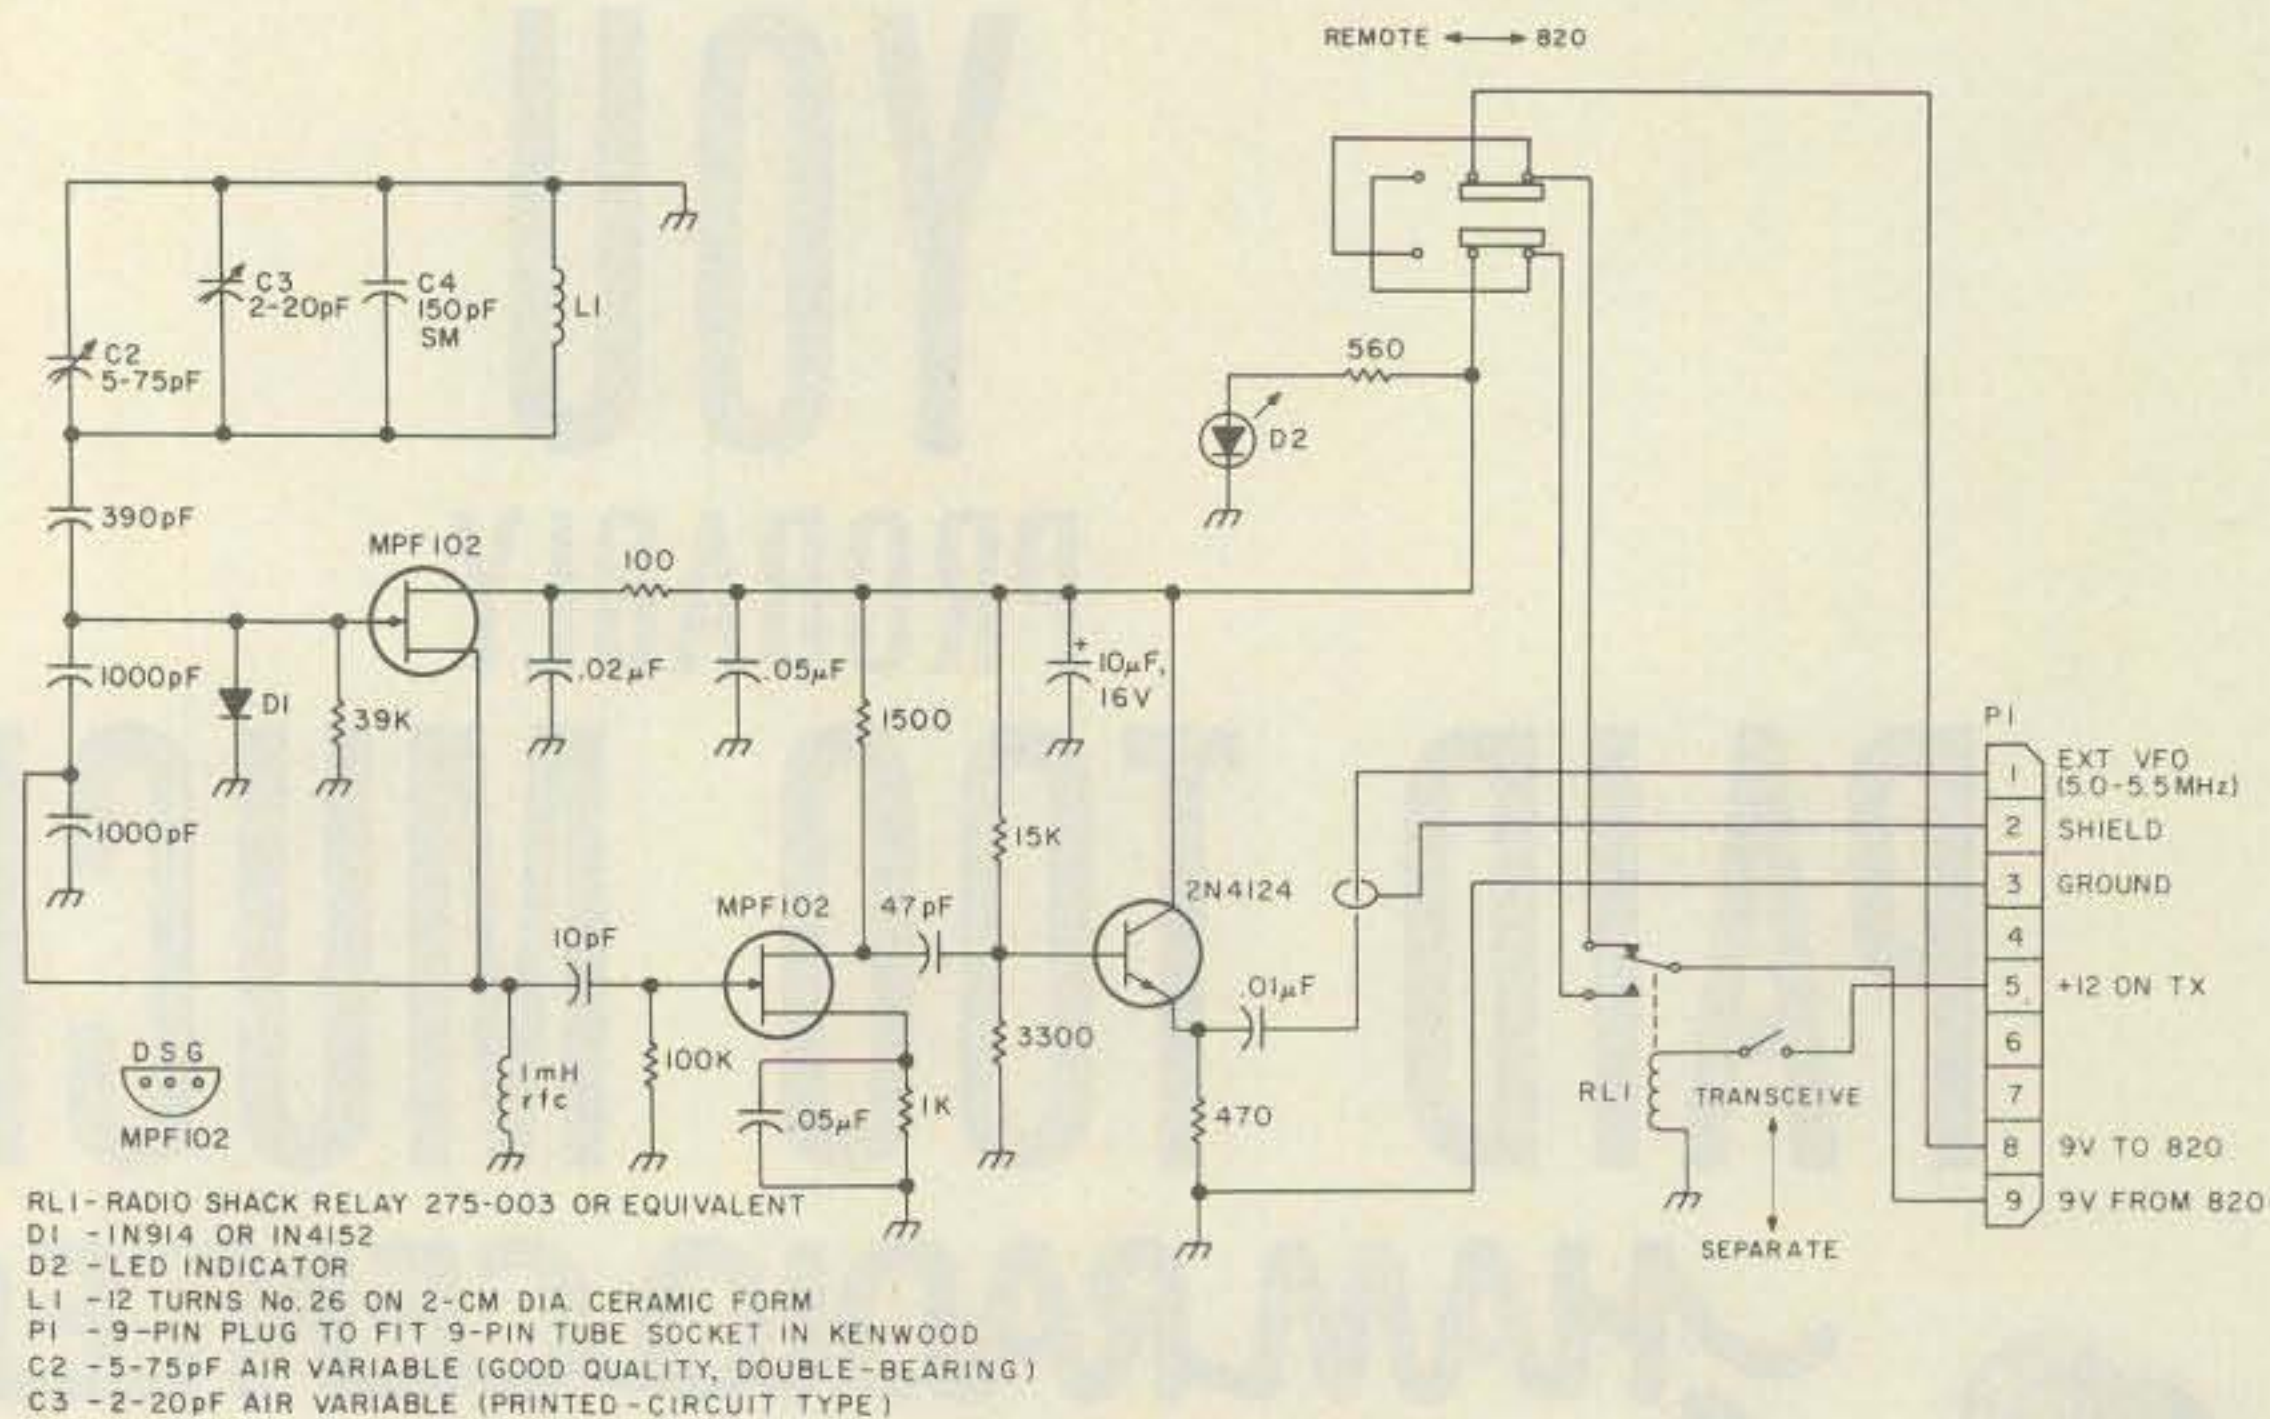 REMOTE ↔ 820
C3
2-20pF
C4
150pF
SM
L1
C2
5-75pF
560
D2
390pF
MPF102
100
1000pF
D1
39K
.02µF
.05µF
1500
+
10µF,
16V
P1
1
EXT VFO
(5.0-5.5MHz)
1000pF
15K
2
SHIELD
MPF102
47pF
2N4124
3
GROUND
10pF
4
.01µF
5
+12 ON TX
DSG
MPF102
1mH
rfc
100K
3300
6
.05µF
1K
470
RL1
TRANSCEIVE
7
8
9V TO 820
9
9V FROM 820
SEPARATE
RL1-RADIO SHACK RELAY 275-003 OR EQUIVALENT
D1 -1N914 OR 1N4152
D2 -LED INDICATOR
L1 -12 TURNS No.26 ON 2-CM DIA. CERAMIC FORM
P1 -9-PIN PLUG TO FIT 9-PIN TUBE SOCKET IN KENWOOD
C2 -5-75pF AIR VARIABLE (GOOD QUALITY, DOUBLE-BEARING)
C3 -2-20pF AIR VARIABLE (PRINTED-CIRCUIT TYPE)